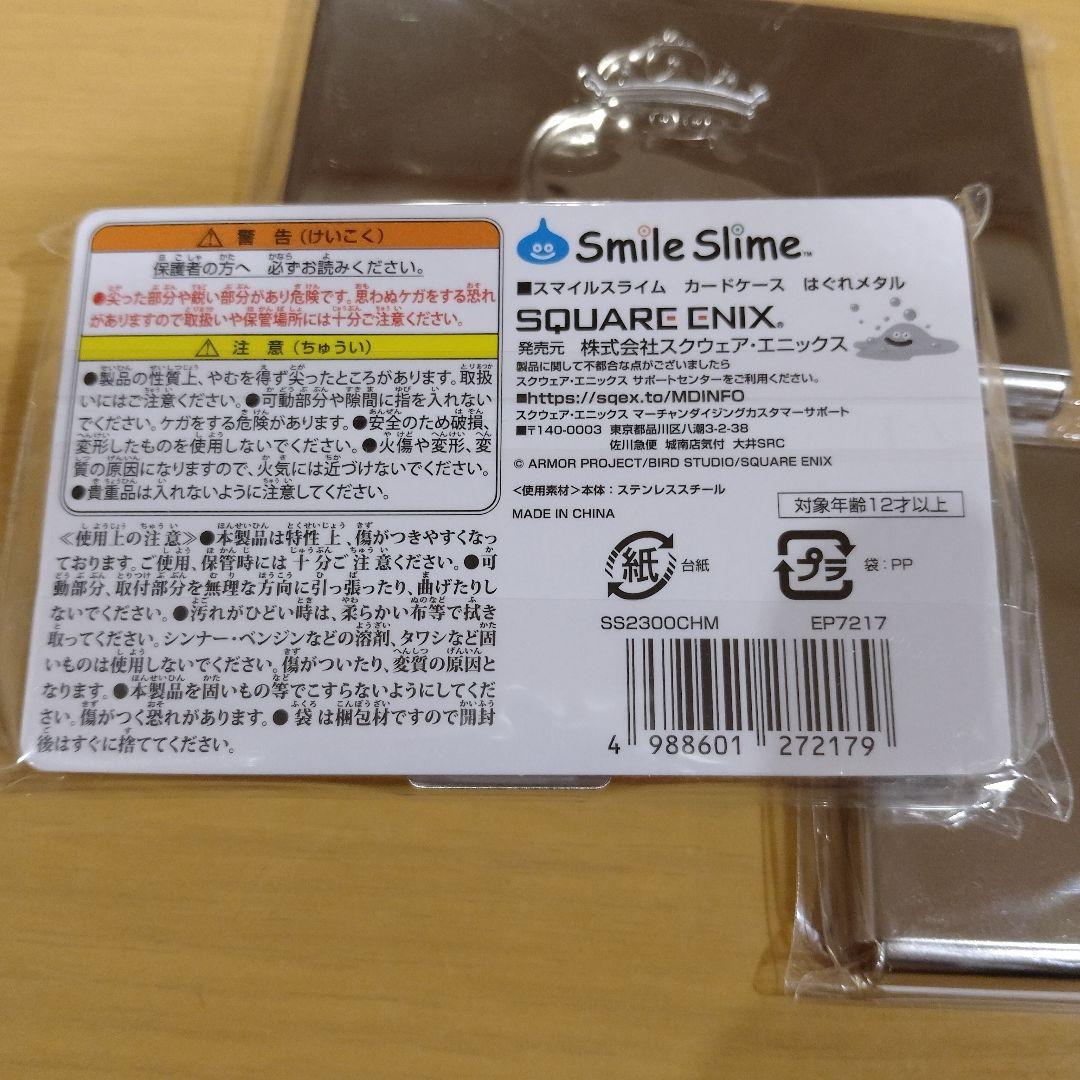 警告(けいこく)
保護者の方へ 必ずお読みください。
●尖った部分や鋭い部分があり危険です。思わぬケガをする恐れ
がありますので取扱いや保管場所には十分ご注意ください。
注意(ちゅうい)
●製品の性質上、やむを得ず尖ったところがあります。取扱
いにはご注意ください。●可動部分や隙間に指を入れない
でください。ケガをする危険があります。●安全のため破損、
変形したものを使用しないでください。●火傷や変形、変
質の原因になりますので、火気には近づけないでください。
●貴重品は入れないように注意してください。
≪使用上の注意≫●本製品は特性上、傷がつきやすくなっ
ております。ご使用、保管時には十分ご注意ください。●可
動部分、取付部分を無理な方向に引っ張ったり、曲げたりし
ないでください。●汚れがひどい時は、柔らかい布等で拭き
取ってください。シンナー・ベンジンなどの溶剤、タワシなど固
いものは使用しないでください。傷がついたり、変質の原因と
なります。●本製品を固いもの等でこすらないようにしてくだ
さい。傷がつく恐れがあります。●袋は梱包材ですので開封
後はすぐに捨ててください。
Smile Slime™
■スマイルスライム カードケース はぐれメタル
SQUARE ENIX®
発売元 株式会社スクウェア・エニックス
製品に関して不都合な点がございましたら
スクウェア・エニックス サポートセンターをご利用ください。
■https://sqex.to/MDINFO
スクウェア・エニックス マーチャンダイジングカスタマーサポート
■〒140-0003 東京都品川区八潮3-2-38
佐川急便 城南店気付 大井SRC
© ARMOR PROJECT/BIRD STUDIO/SQUARE ENIX
<使用素材>本体:ステンレススチール
MADE IN CHINA
対象年齢12才以上
紙 台紙
プラ 袋:PP
SS2300CHM EP7217
4 988601 272179